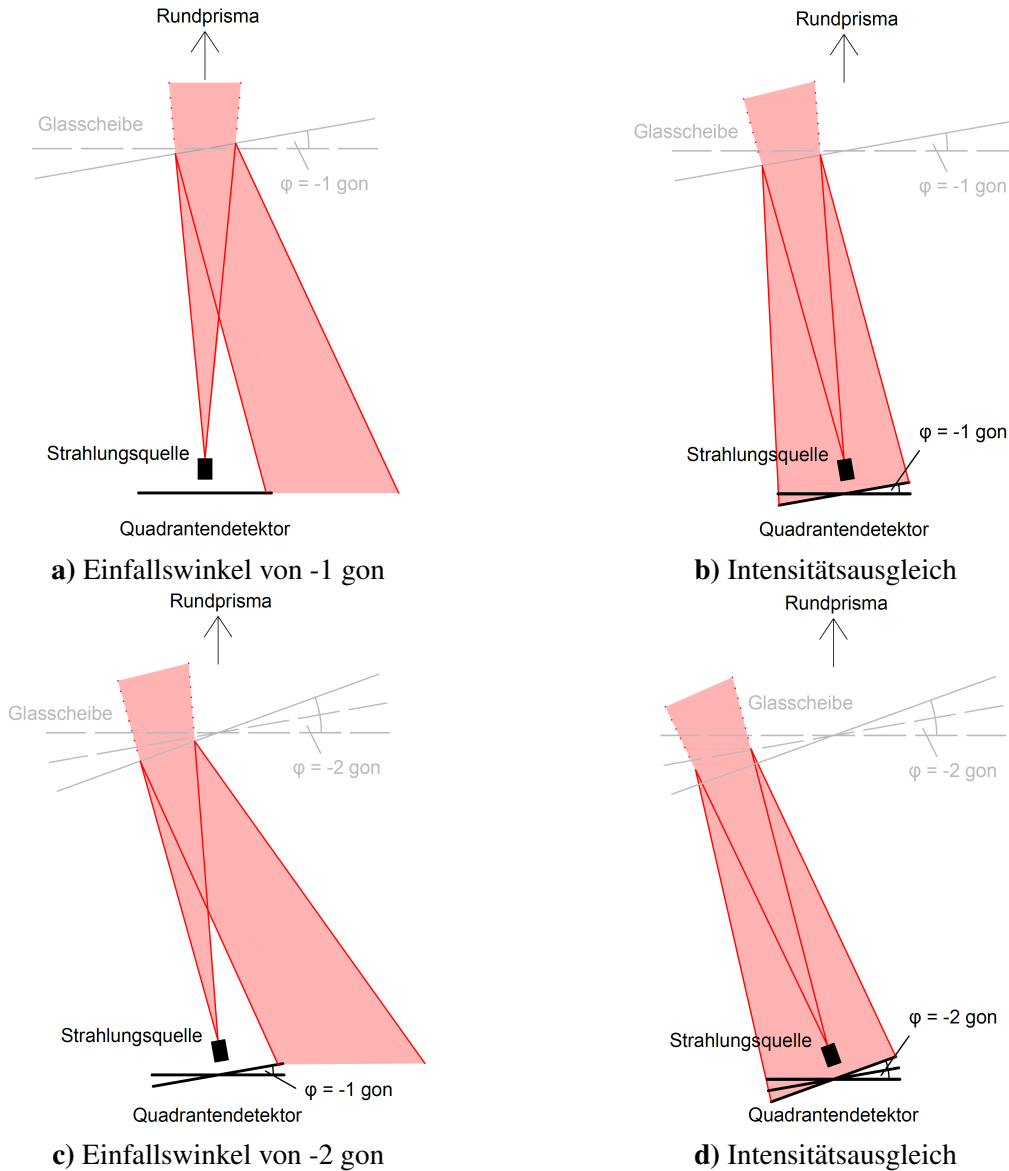 Rundprisma
Glasscheibe
φ = -1 gon
Strahlungsquelle
Quadrantendetektor
a) Einfallswinkel von -1 gon
Rundprisma
Glasscheibe
φ = -1 gon
φ = -1 gon
Strahlungsquelle
Quadrantendetektor
b) Intensitätsausgleich
Rundprisma
Glasscheibe
φ = -2 gon
Strahlungsquelle
φ = -1 gon
Quadrantendetektor
c) Einfallswinkel von -2 gon
Rundprisma
Glasscheibe
φ = -2 gon
φ = -2 gon
Strahlungsquelle
Quadrantendetektor
d) Intensitätsausgleich